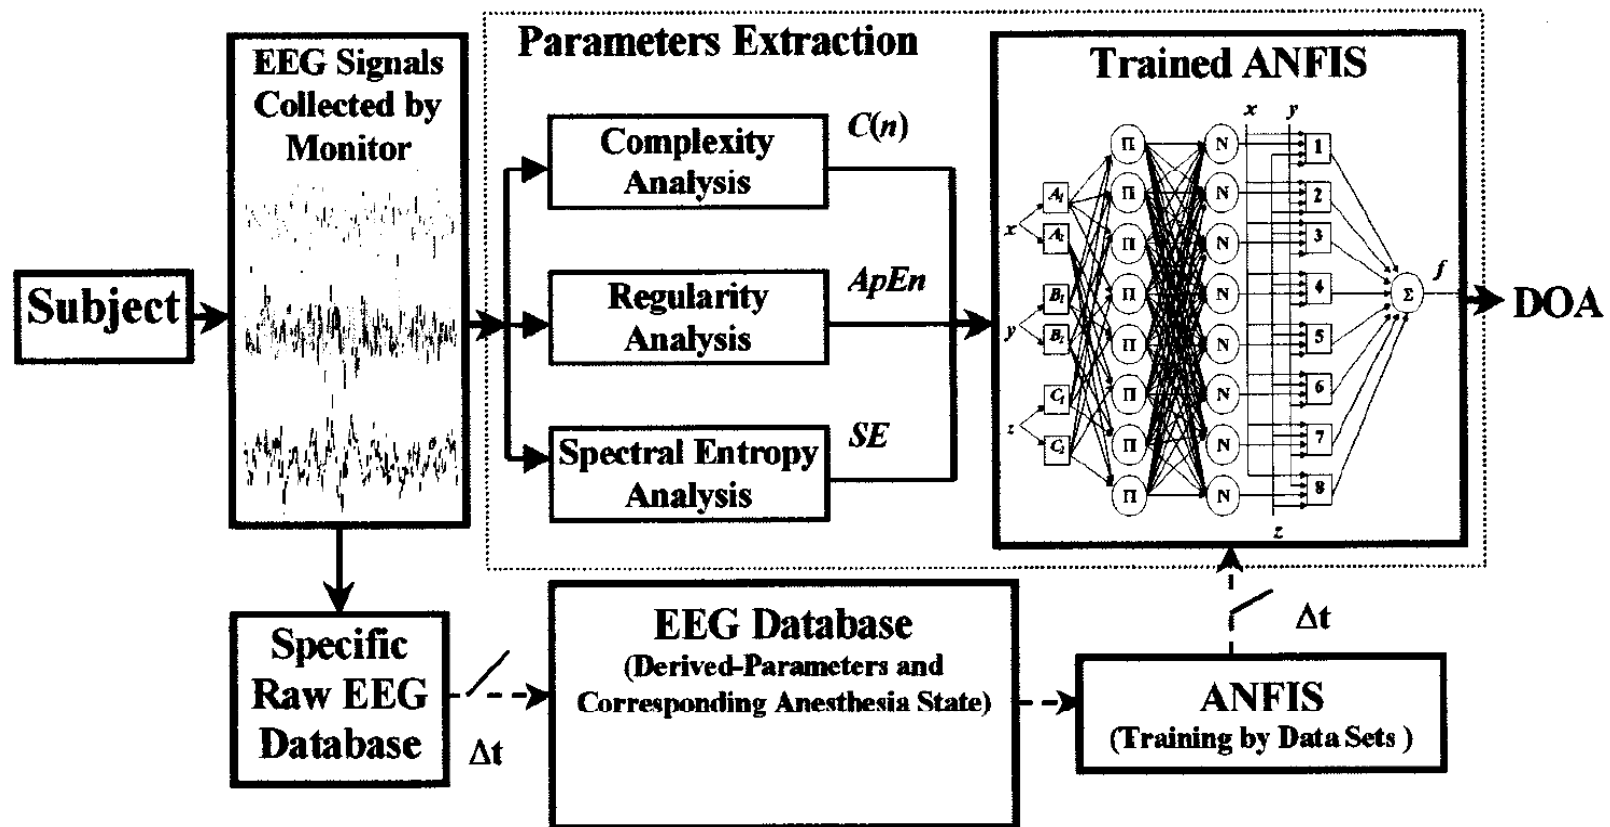 Parameters Extraction
EEG Signals
Collected by
Monitor
Trained ANFIS
Complexity
Analysis
C(n)
Regularity
Analysis
ApEn
Spectral Entropy
Analysis
SE
Subject
x
y
Π
N
1
Π
N
2
A1
x
A2
Π
N
3
B1
Π
N
4
Σ
f
DOA
y
B2
Π
N
5
C1
Π
N
6
z
C2
Π
N
7
Π
N
8
z
Specific
Raw EEG
Database
Δt
EEG Database
(Derived-Parameters and
Corresponding Anesthesia State)
Δt
ANFIS
(Training by Data Sets )